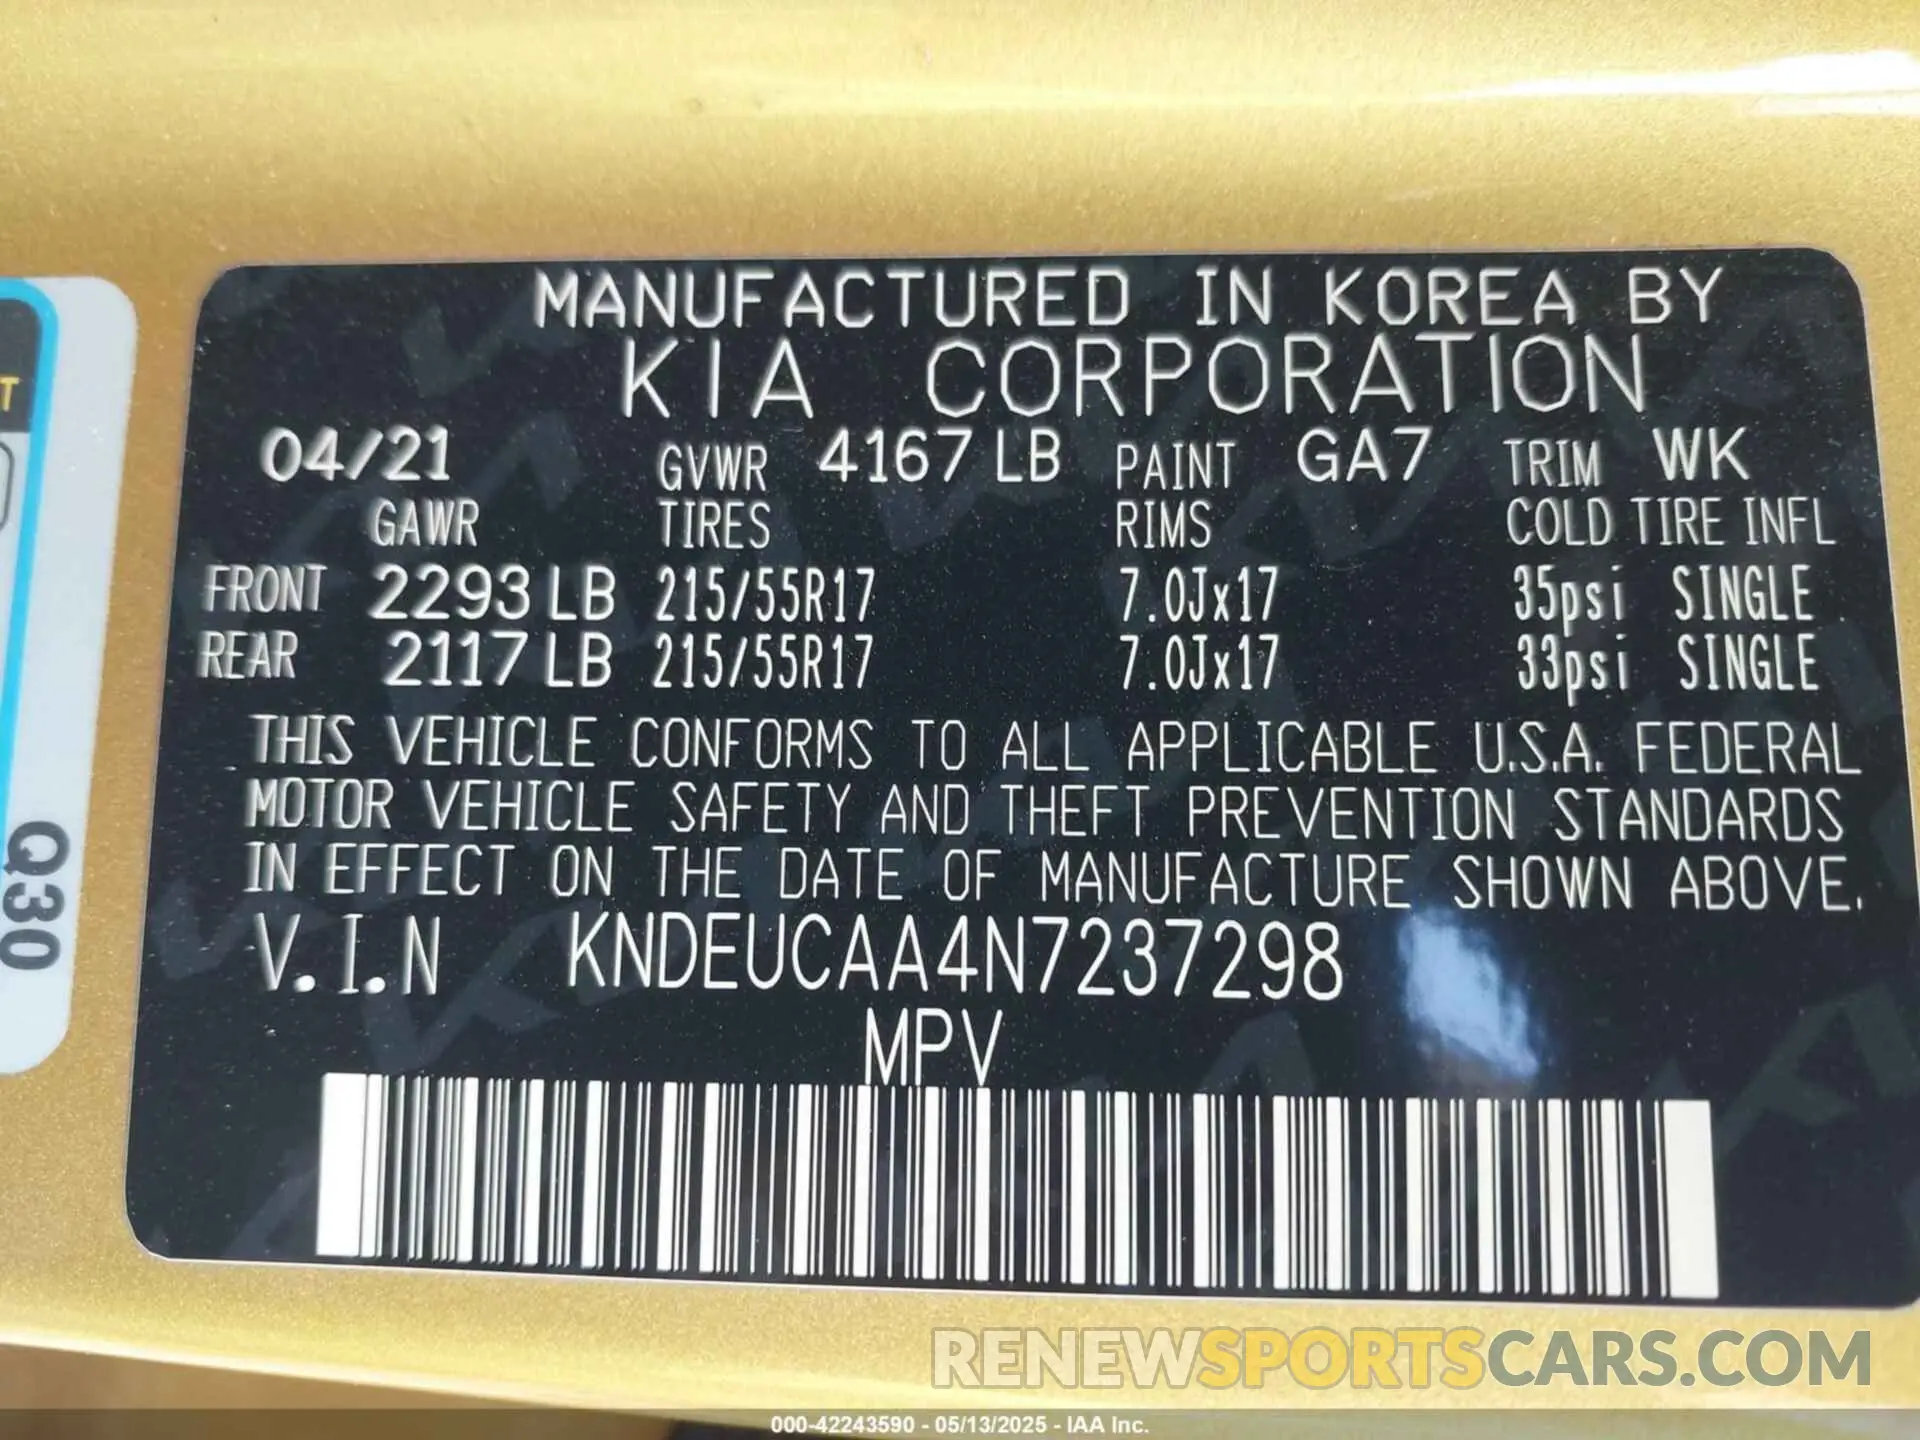 MANUFACTURED IN KOREA BY
KIA CORPORATION
04/21 GVWR 4167 LB PAINT GA7 TRIM WK
GAWR TIRES RIMS COLD TIRE INFL
FRONT 2293 LB 215/55R17 7.0Jx17 35psi SINGLE
REAR 2117 LB 215/55R17 7.0Jx17 33psi SINGLE
THIS VEHICLE CONFORMS TO ALL APPLICABLE U.S.A. FEDERAL
MOTOR VEHICLE SAFETY AND THEFT PREVENTION STANDARDS
IN EFFECT ON THE DATE OF MANUFACTURE SHOWN ABOVE.
V.I.N KNDEUCAA4N7237298
MPV
T
Q30
RENEWSPORTSCARS.COM
000-42243590 - 05/13/2025 - IAA Inc.